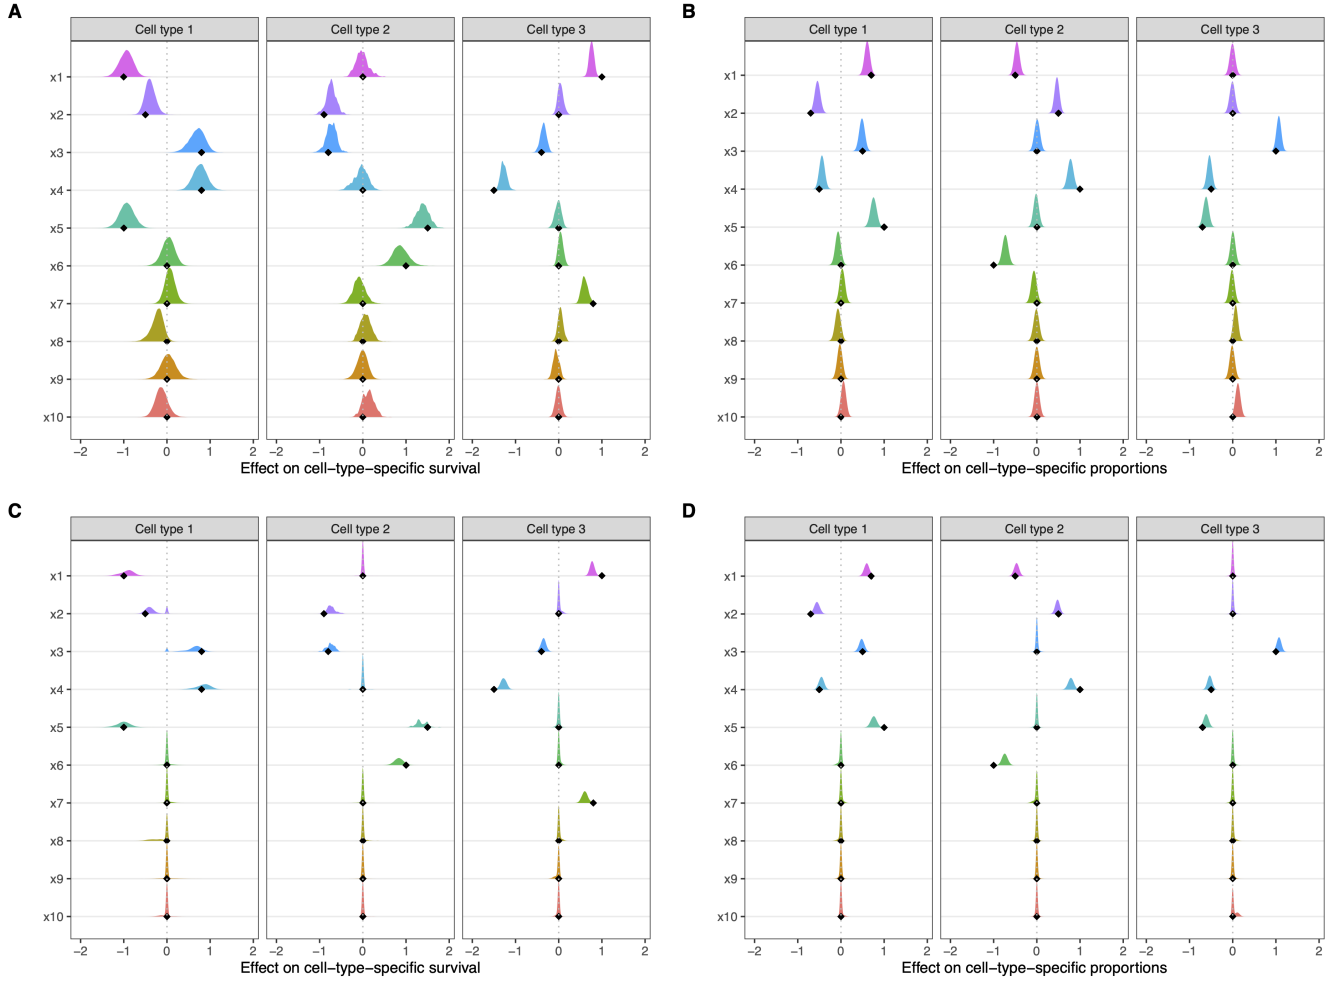 A
B
Cell type 1 Cell type 2 Cell type 3 Cell type 1 Cell type 2 Cell type 3
x1 x1
x2 x2
x3 x3
x4 x4
x5 x5
x6 x6
x7 x7
x8 x8
x9 x9
x10 x10
−2 −1 0 1 2 −2 −1 0 1 2 −2 −1 0 1 2 −2 −1 0 1 2 −2 −1 0 1 2 −2 −1 0 1 2
Effect on cell−type−specific survival Effect on cell−type−specific proportions
C
D
Cell type 1 Cell type 2 Cell type 3 Cell type 1 Cell type 2 Cell type 3
x1 x1
x2 x2
x3 x3
x4 x4
x5 x5
x6 x6
x7 x7
x8 x8
x9 x9
x10 x10
−2 −1 0 1 2 −2 −1 0 1 2 −2 −1 0 1 2 −2 −1 0 1 2 −2 −1 0 1 2 −2 −1 0 1 2
Effect on cell−type−specific survival Effect on cell−type−specific proportions